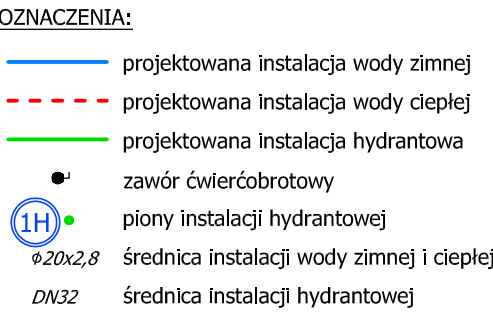 OZNACZENIA:
projektowana instalacja wody zimnej
projektowana instalacja wody ciepłej
projektowana instalacja hydrantowa
zawór ćwierćobrotowy
1H piony instalacji hydrantowej
ϕ20x2,8 średnica instalacji wody zimnej i ciepłej
DN32 średnica instalacji hydrantowej